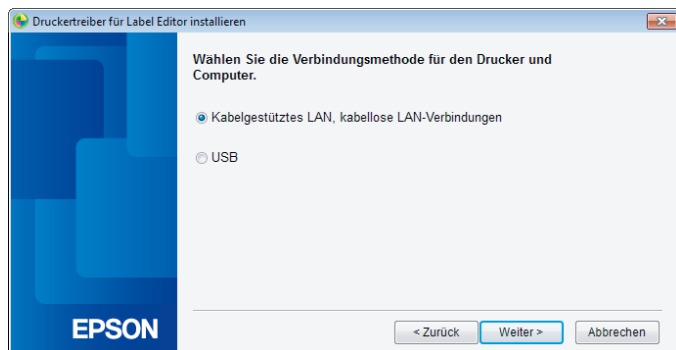 Druckertreiber für Label Editor installieren
Wählen Sie die Verbindungsmethode für den Drucker und
Computer.
Kabelgestütztes LAN, kabellose LAN-Verbindungen
USB
EPSON
< Zurück
Weiter >
Abbrechen